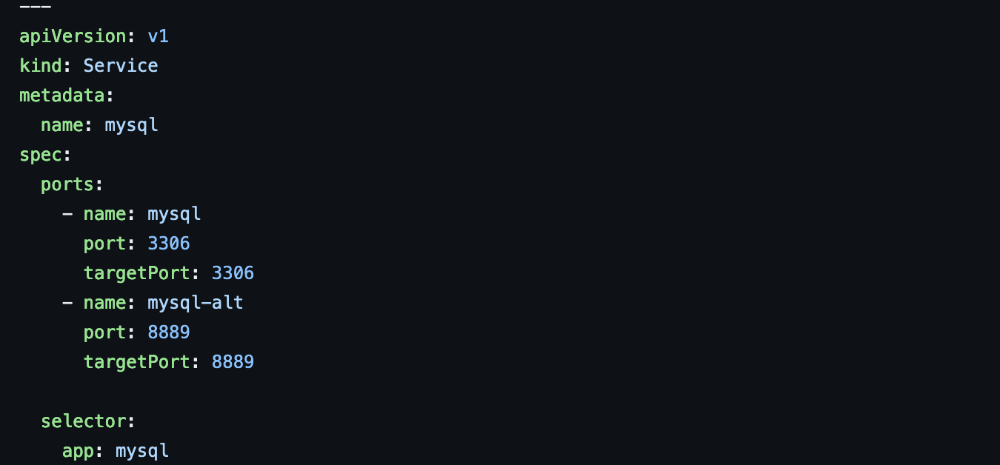 ---
apiVersion: v1
kind: Service
metadata:
  name: mysql
spec:
  ports:
    - name: mysql
      port: 3306
      targetPort: 3306
    - name: mysql-alt
      port: 8889
      targetPort: 8889

  selector:
    app: mysql